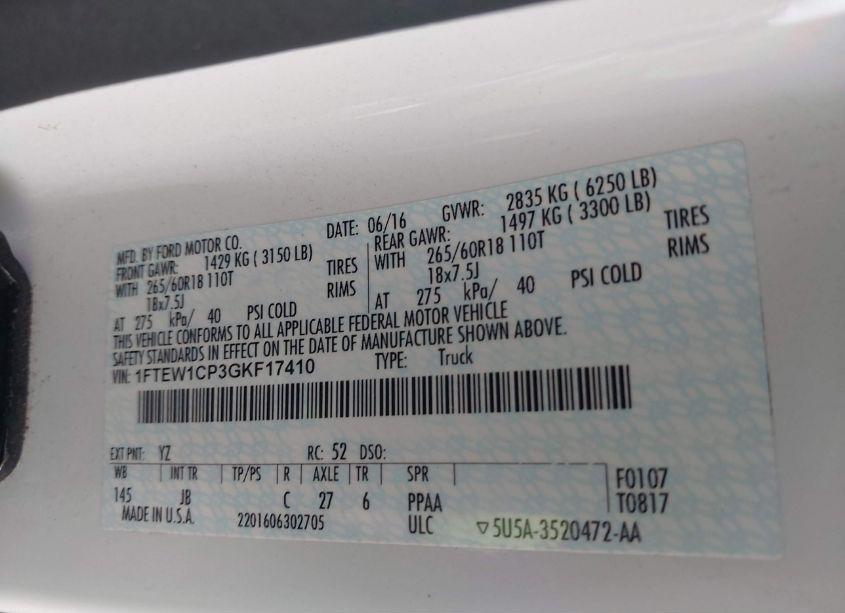 MFD. BY FORD MOTOR CO. DATE: 06/16 GVWR: 2835 KG ( 6250 LB)
FRONT GAWR: 1429 KG ( 3150 LB) REAR GAWR: 1497 KG ( 3300 LB)
WITH 265/60R18 110T TIRES WITH 265/60R18 110T TIRES
18x7.5J RIMS 18x7.5J RIMS
AT 275 kPa/ 40 PSI COLD AT 275 kPa/ 40 PSI COLD
THIS VEHICLE CONFORMS TO ALL APPLICABLE FEDERAL MOTOR VEHICLE
SAFETY STANDARDS IN EFFECT ON THE DATE OF MANUFACTURE SHOWN ABOVE.
VIN: 1FTEW1CP3GKF17410 TYPE: Truck
EXT PNT: YZ RC: 52 DSO:
WB INT TR TP/PS R AXLE TR SPR F0107
145 JB C 27 6 PPAA T0817
MADE IN U.S.A. 2201606302705 ULC ▽5U5A-3520472-AA